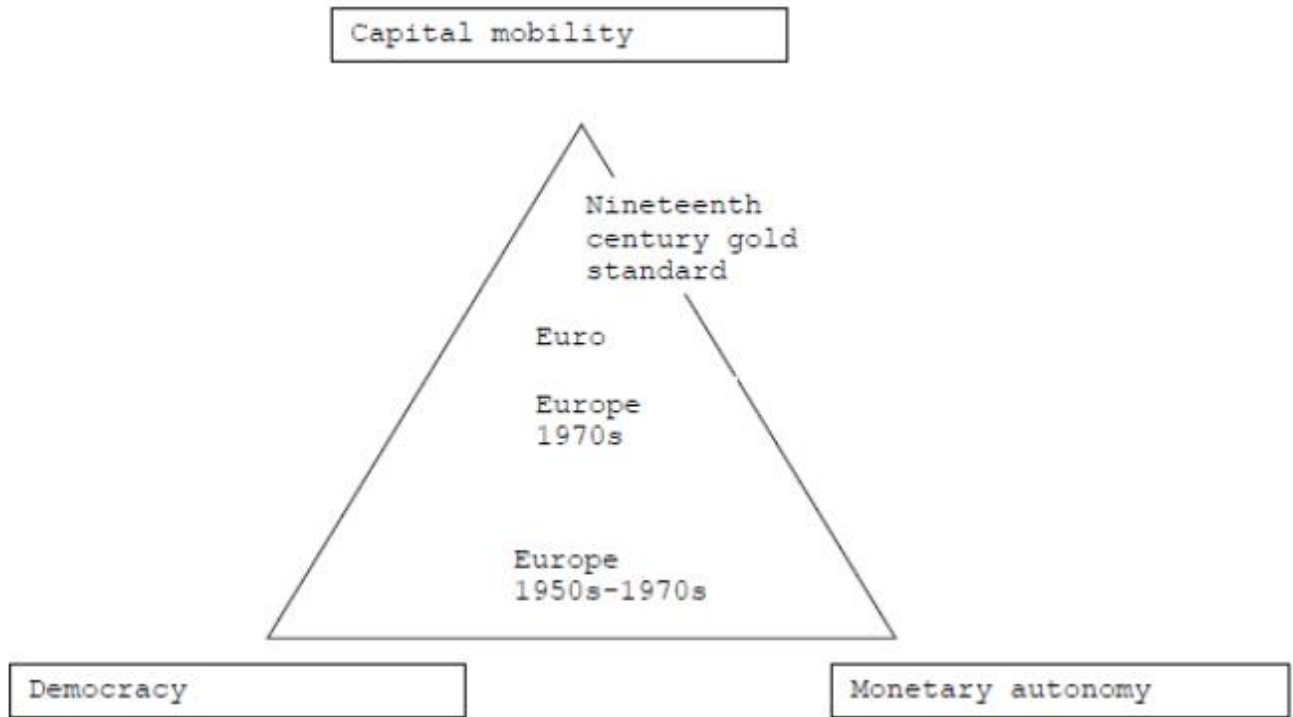 Capital mobility
Nineteenth
century gold
standard
Euro
Europe
1970s
Europe
1950s-1970s
Democracy
Monetary autonomy